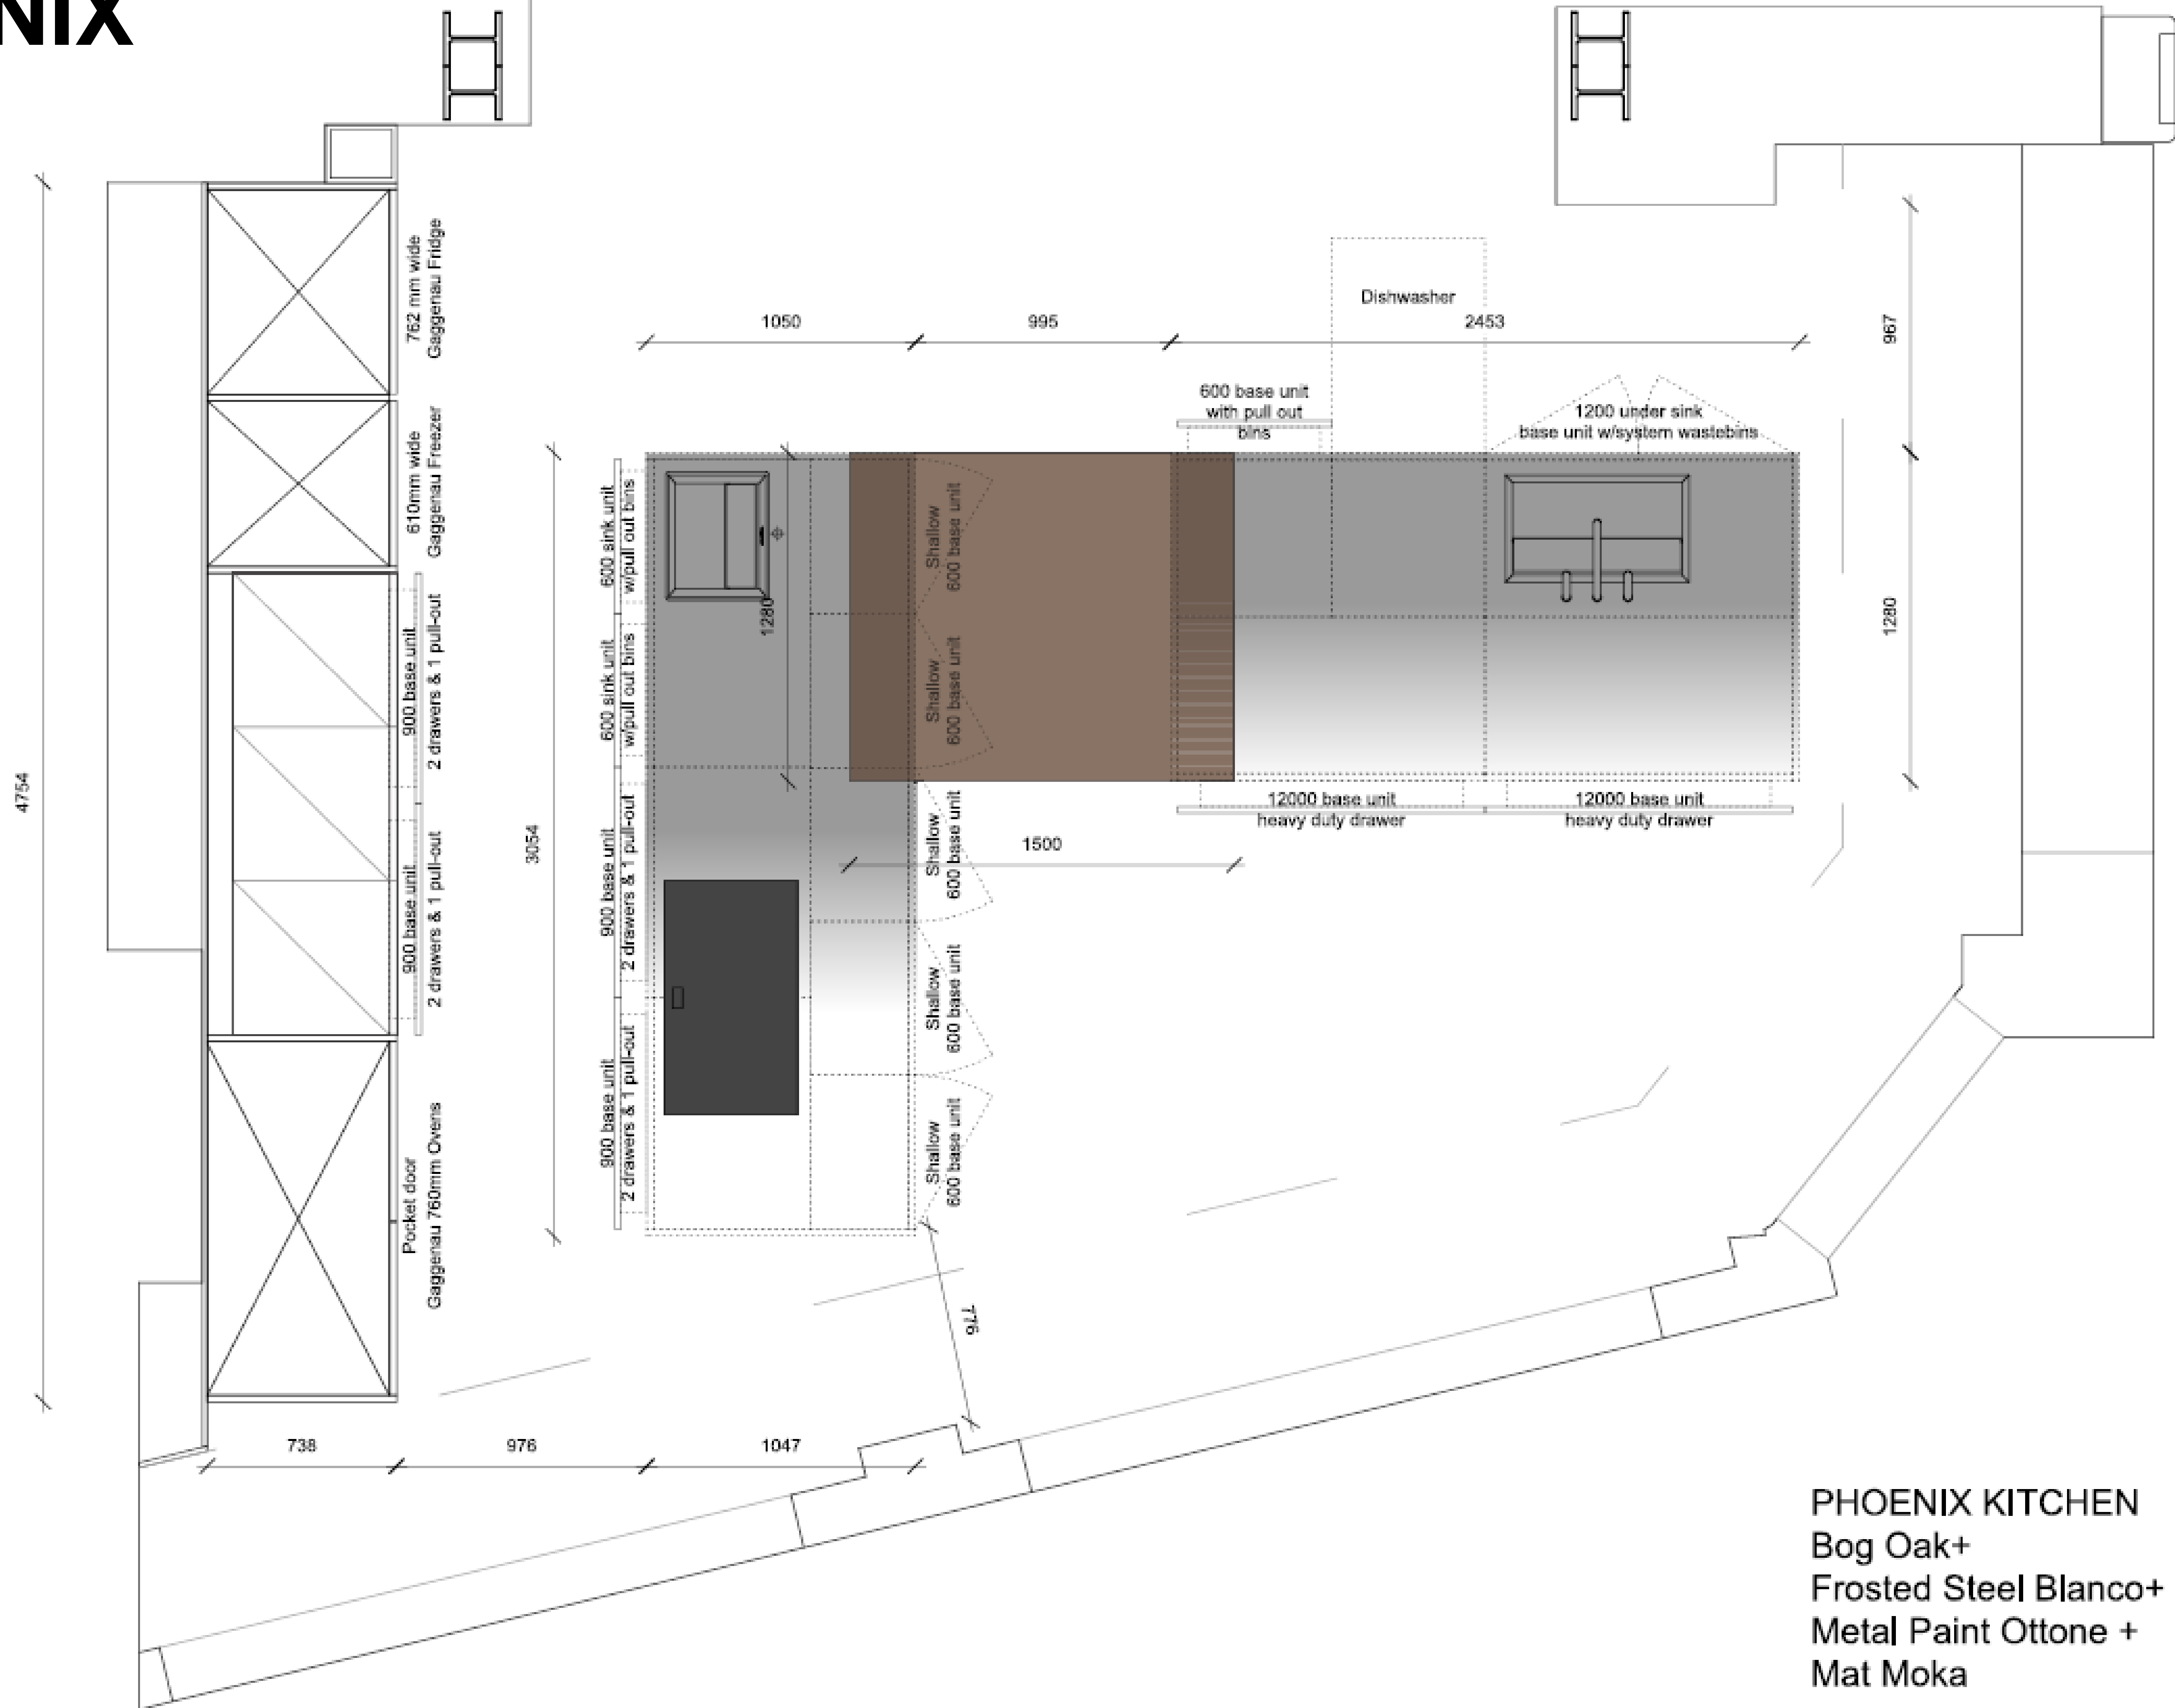 NIX
762 mm wide
Gaggenau Fridge
610mm wide
Gaggenau Freezer
900 base unit
2 drawers & 1 pull-out
900 base unit
2 drawers & 1 pull-out
Pocket door
Gaggenau 760mm Ovens
4754
738
976
1047
3054
600 sink unit
w/pull out bins
600 sink unit
w/pull out bins
900 base unit
2 drawers & 1 pull-out
900 base unit
2 drawers & 1 pull-out
1050
995
2453
Dishwasher
600 base unit
with pull out
bins
1200 under sink
base unit w/system wastebins
1280
Shallow
600 base unit
Shallow
600 base unit
Shallow
600 base unit
Shallow
600 base unit
Shallow
600 base unit
1500
12000 base unit
heavy duty drawer
12000 base unit
heavy duty drawer
967
1280
776
PHOENIX KITCHEN
Bog Oak+
Frosted Steel Blanco+
Metal Paint Ottone +
Mat Moka